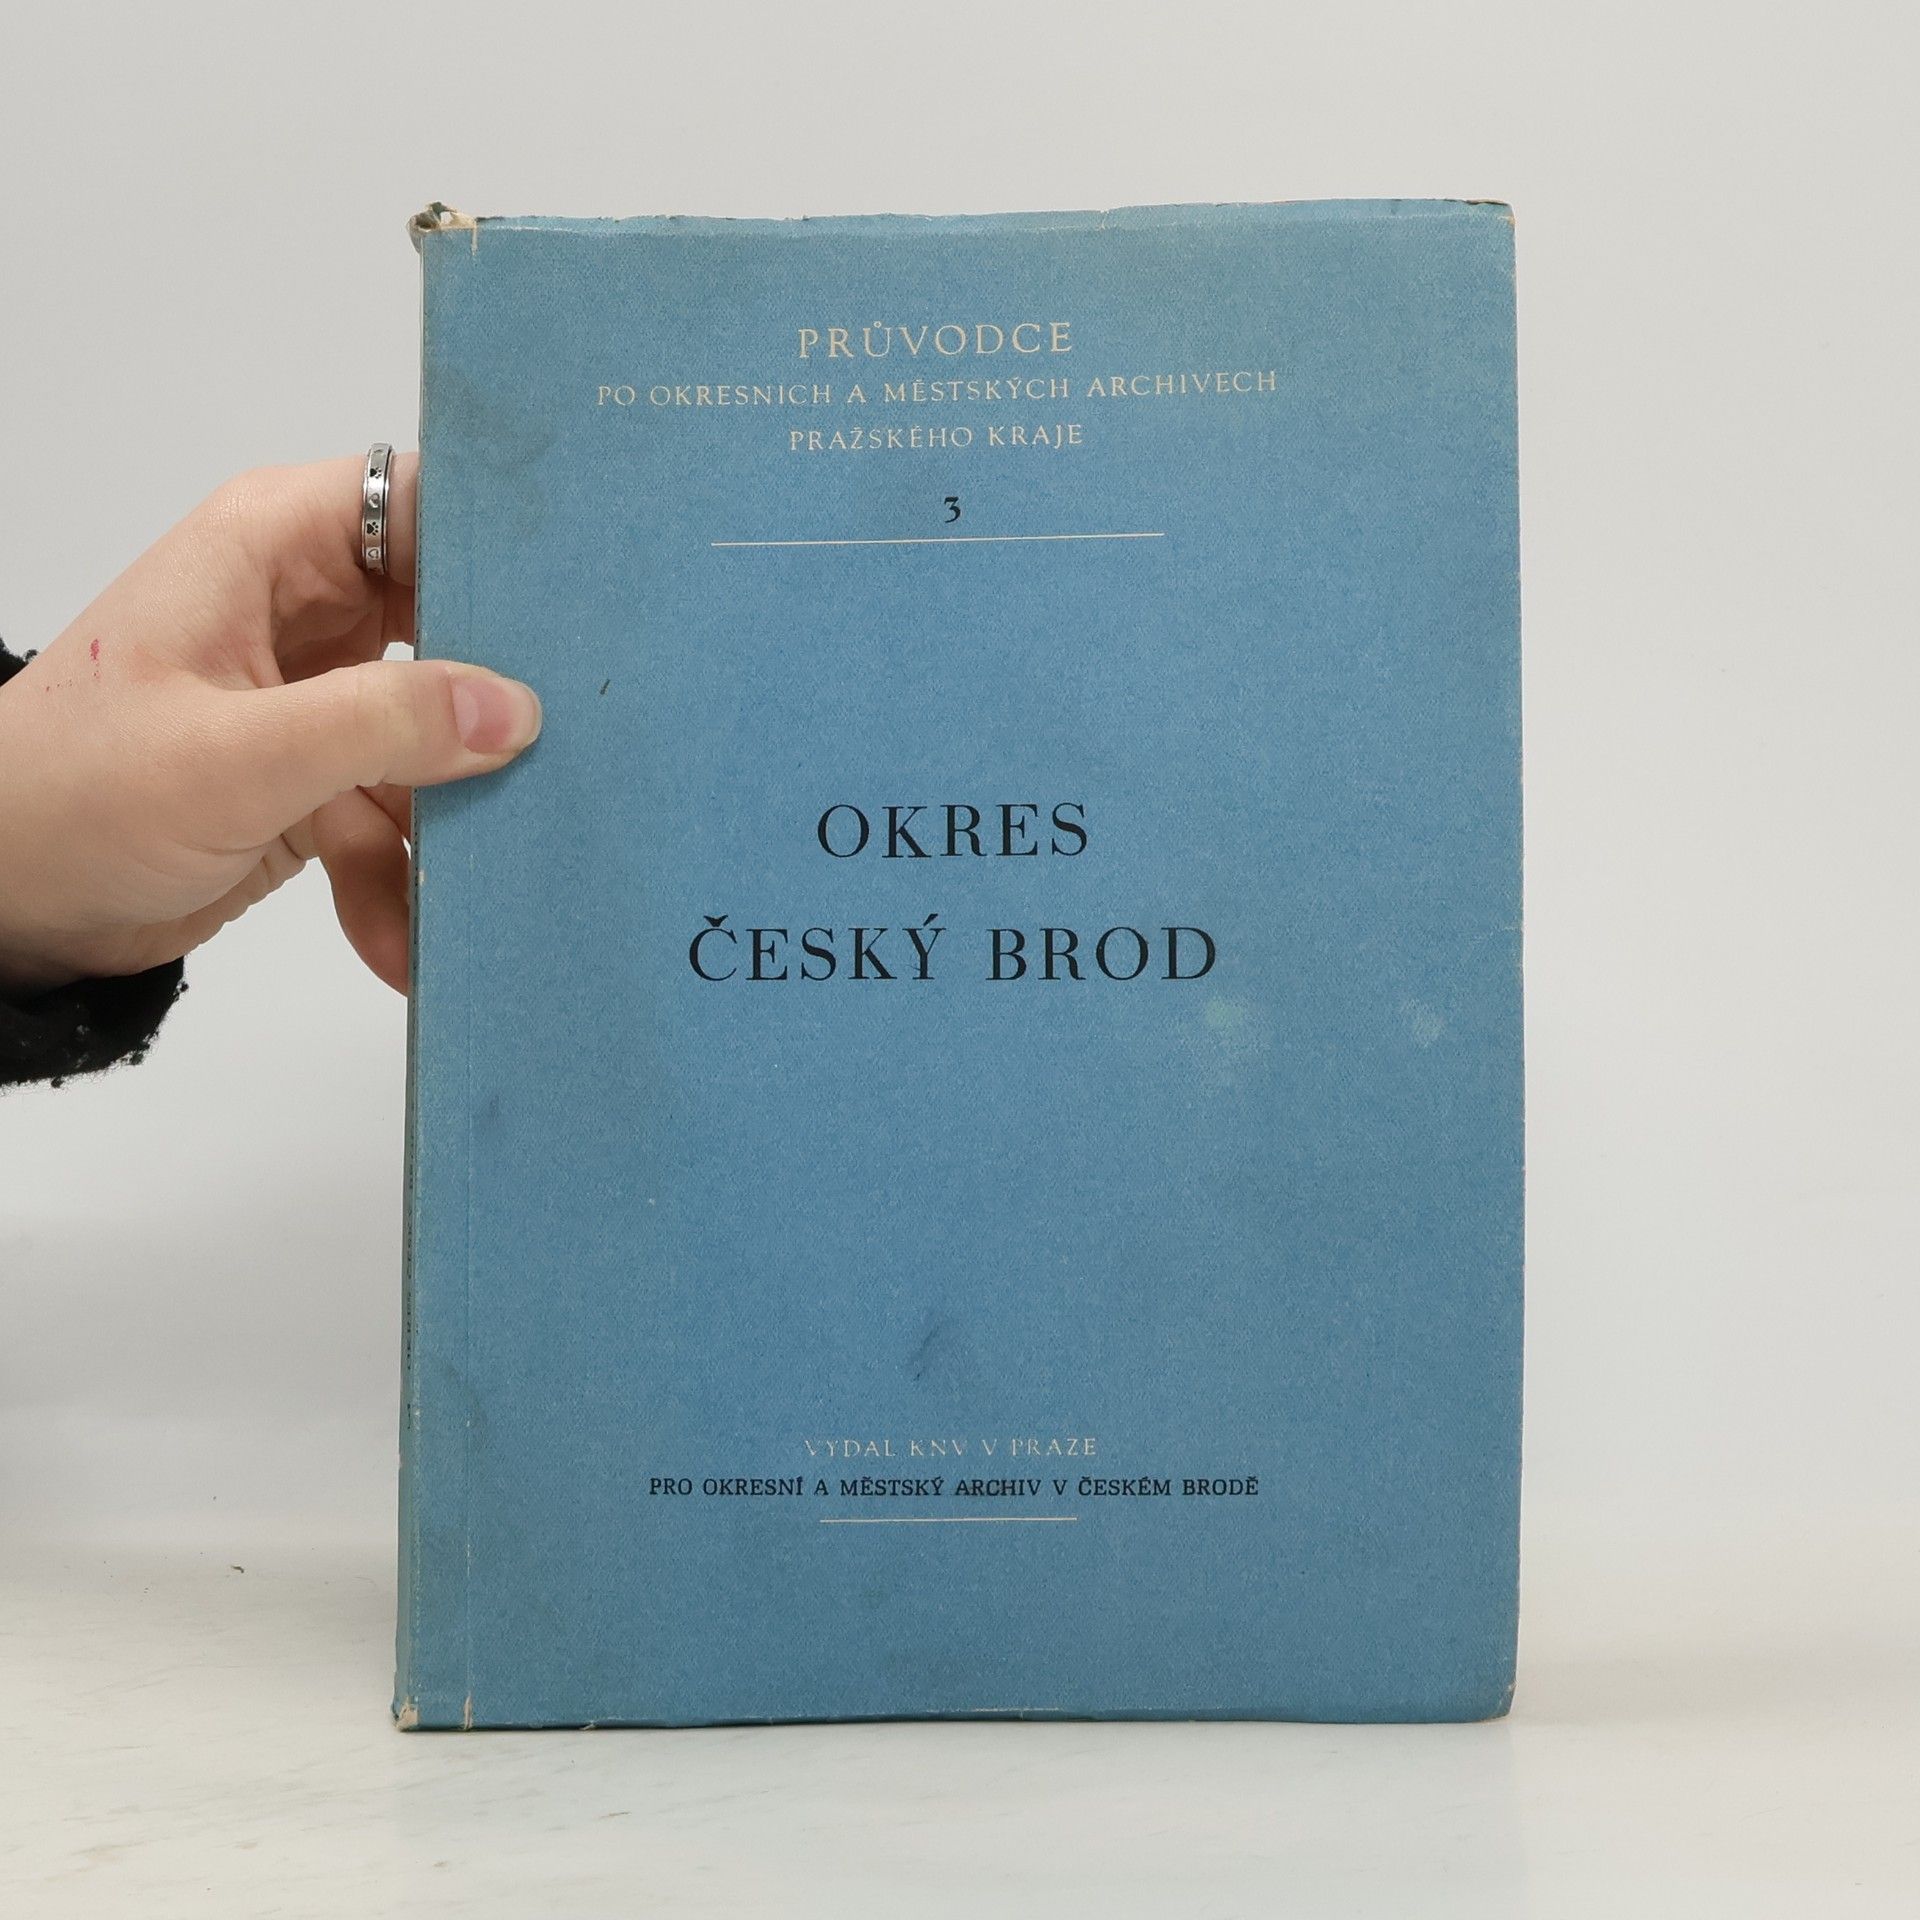 PRŮVODCE
PO OKRESNICH A MĚSTSKÝCH ARCHIVECH
PRAŽSKÉHO KRAJE
3
OKRES
ČESKÝ BROD
VYDAL KNV V PRAZE
PRO OKRESNÍ A MĚSTSKÝ ARCHIV V ČESKÉM BRODĚ